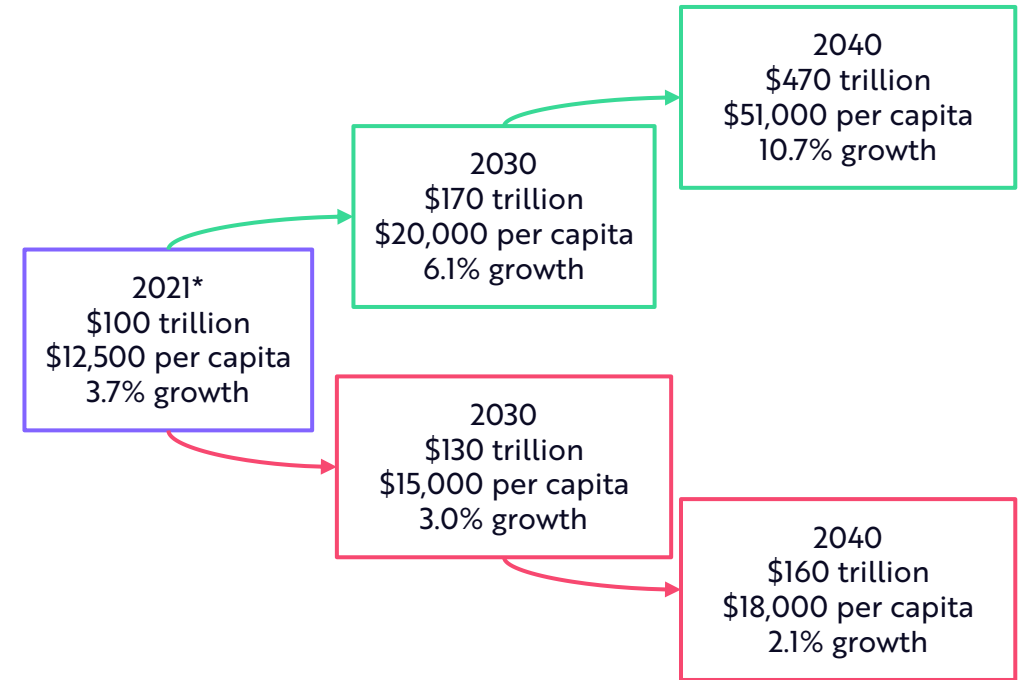 2040
$470 trillion
$51,000 per capita
10.7% growth
2030
$170 trillion
$20,000 per capita
6.1% growth
2021*
$100 trillion
$12,500 per capita
3.7% growth
2030
$130 trillion
$15,000 per capita
3.0% growth
2040
$160 trillion
$18,000 per capita
2.1% growth